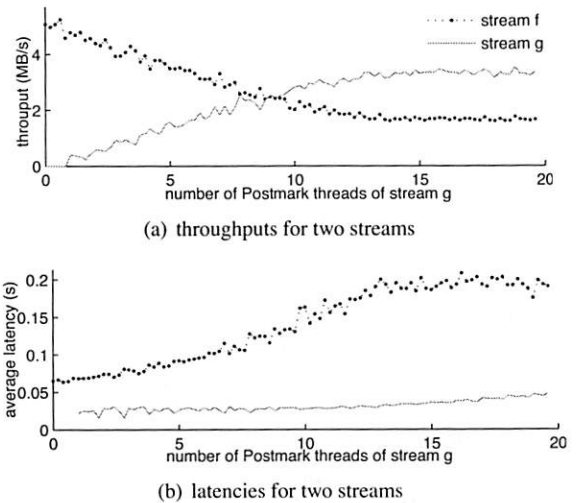 stream f
stream g
throuput (MB/s)
4
2
0
0 5 10 15 20
number of Postmark threads of stream g
(a) throughputs for two streams
average latency (s)
0.2
0.15
0.1
0.05
0
0 5 10 15 20
number of Postmark threads of stream g
(b) latencies for two streams